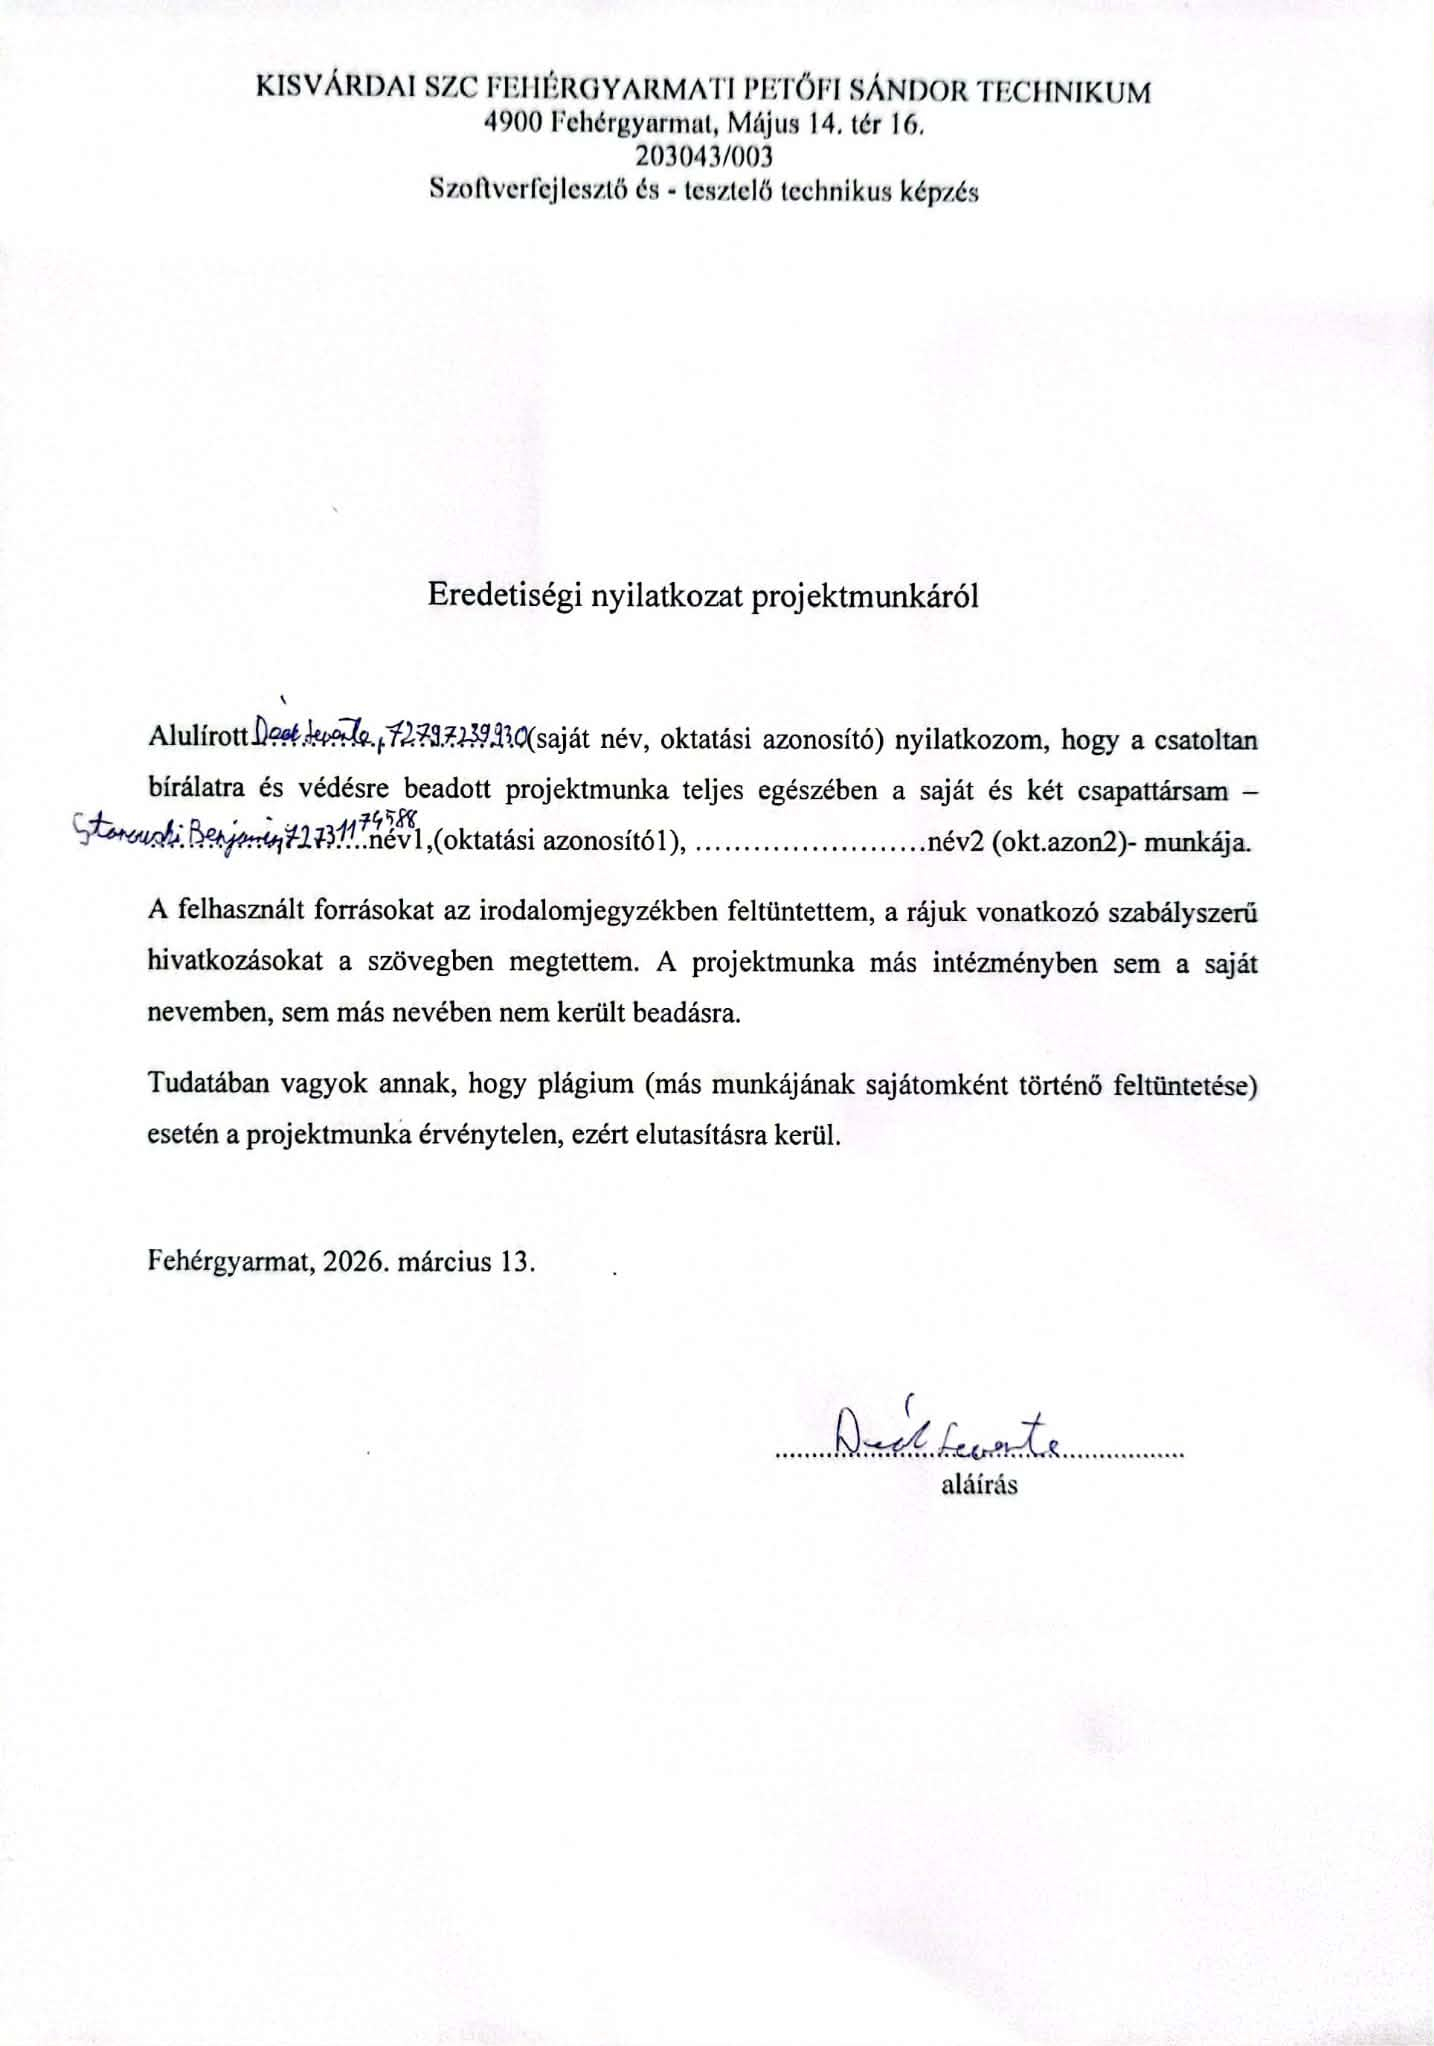 KISVÁRDAI SZC FEHÉRGYARMATI PETŐFI SÁNDOR TECHNIKUM
4900 Fehérgyarmat, Május 14. tér 16.
203043/003
Szoftverfejlesztő és - tesztelő technikus képzés
Eredetiségi nyilatkozat projektmunkáról
Alulírott Deák Levente, 72797239930 (saját név, oktatási azonosító) nyilatkozom, hogy a csatoltan
bírálatra és védésre beadott projektmunka teljes egészében a saját és két csapattársam –
Benjamin, 72731174588 név1,(oktatási azonosító1), ........................név2 (okt.azon2)- munkája.
A felhasznált forrásokat az irodalomjegyzékben feltüntettem, a rájuk vonatkozó szabályszerű
hivatkozásokat a szövegben megtettem. A projektmunka más intézményben sem a saját
nevemben, sem más nevében nem került beadásra.
Tudatában vagyok annak, hogy plágium (más munkájának sajátomként történő feltüntetése)
esetén a projektmunka érvénytelen, ezért elutasításra kerül.
Fehérgyarmat, 2026. március 13.
Deák Levente
aláírás